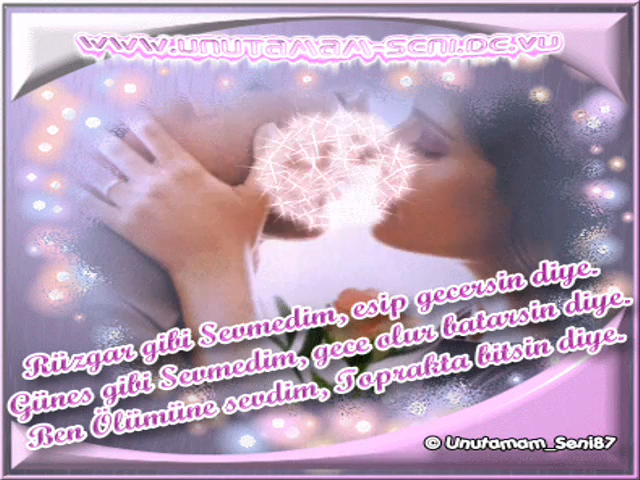 www.unutamam-seni.de.vu
Rüzgar gibi Sevmedim, esip gecersin diye.
Günes gibi Sevmedim, gece olur batarsin diye.
Ben Ölümüne sevdim, Toprakta bitsin diye.
© Unutamam_Seni87